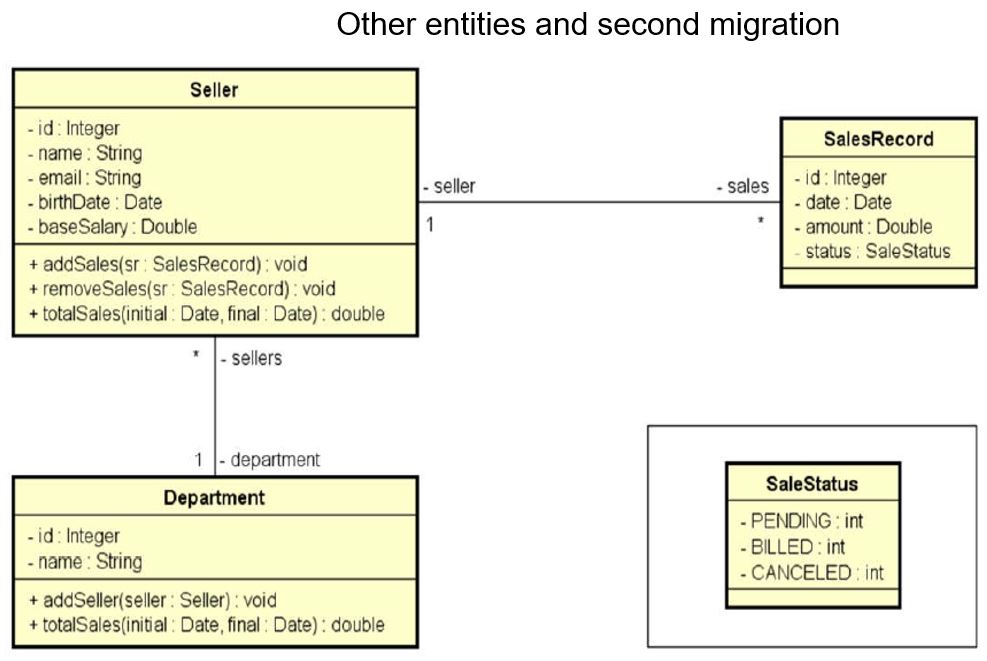 Other entities and second migration
Seller
- id : Integer
- name : String
- email : String
- birthDate : Date
- baseSalary : Double
+ addSales(sr : SalesRecord) : void
+ removeSales(sr : SalesRecord) : void
+ totalSales(initial : Date, final : Date) : double
- seller
1
- sales
*
SalesRecord
- id : Integer
- date : Date
- amount : Double
- status : SaleStatus
* - sellers
1 - department
Department
- id : Integer
- name : String
+ addSeller(seller : Seller) : void
+ totalSales(initial : Date, final : Date) : double
SaleStatus
- PENDING : int
- BILLED : int
- CANCELED : int